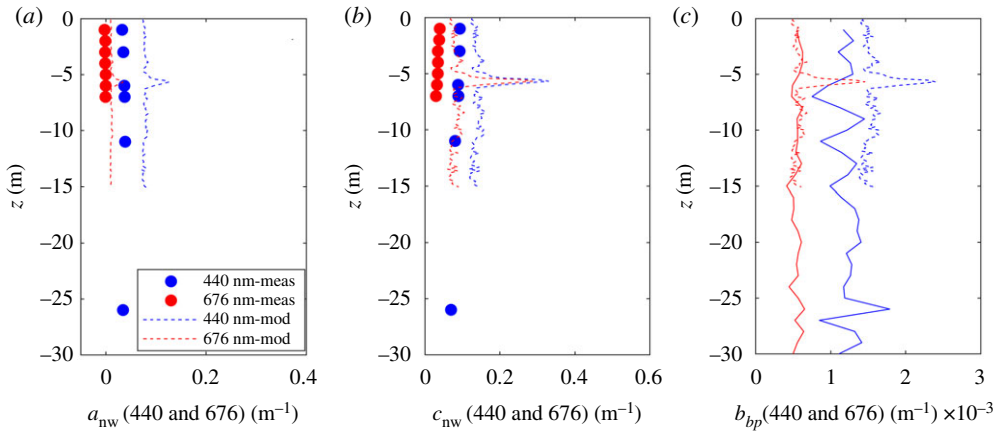 (a)
(b)
(c)
0
−5
−10
−15
−20
−25
−30
z (m)
440 nm-meas
676 nm-meas
440 nm-mod
676 nm-mod
0
0.2
0.4
a_nw (440 and 676) (m⁻¹)
0
−5
−10
−15
−20
−25
−30
z (m)
0
0.2
0.4
0.6
c_nw (440 and 676) (m⁻¹)
0
−5
−10
−15
−20
−25
−30
z (m)
0
1
2
3
b_bp(440 and 676) (m⁻¹) ×10⁻³